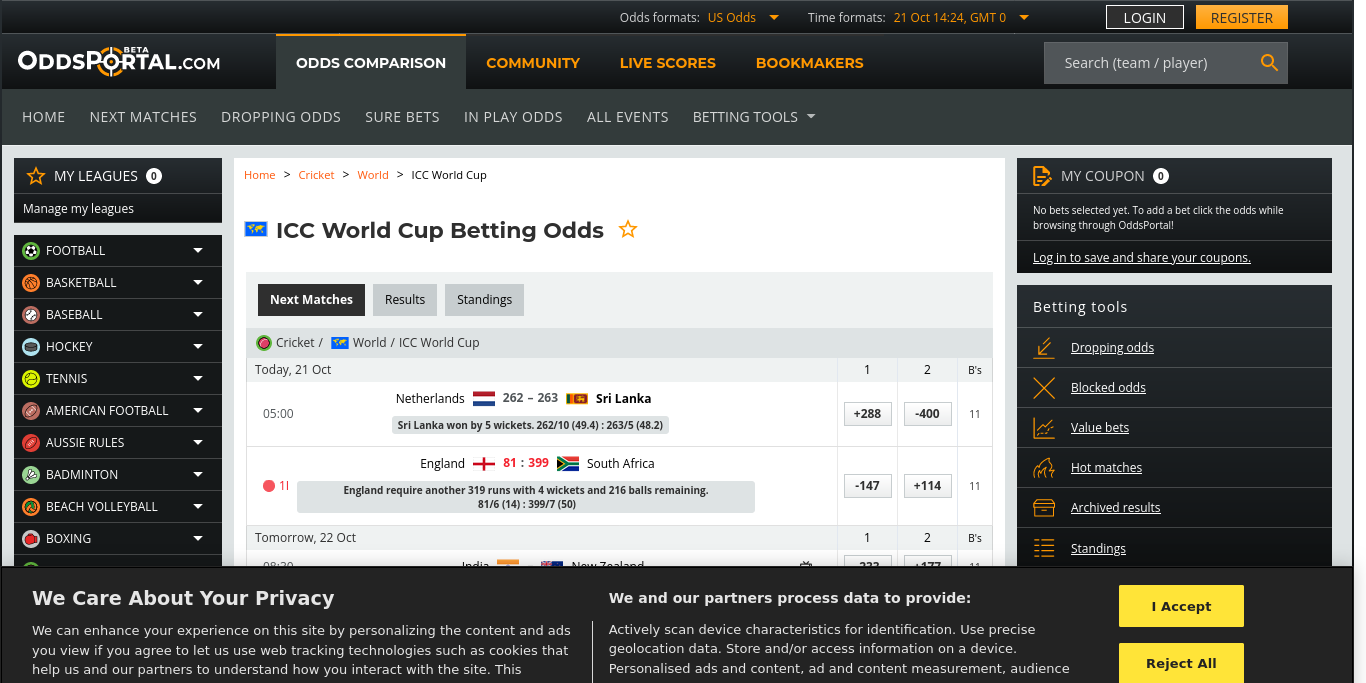 Odds formats: US Odds Time formats: 21 Oct 14:24, GMT 0 LOGIN REGISTER
ODDSPORTAL.COM BETA
ODDS COMPARISON COMMUNITY LIVE SCORES BOOKMAKERS
Search (team / player)
HOME NEXT MATCHES DROPPING ODDS SURE BETS IN PLAY ODDS ALL EVENTS BETTING TOOLS
MY LEAGUES 0
Manage my leagues
FOOTBALL
BASKETBALL
BASEBALL
HOCKEY
TENNIS
AMERICAN FOOTBALL
AUSSIE RULES
BADMINTON
BEACH VOLLEYBALL
BOXING
Home > Cricket > World > ICC World Cup
ICC World Cup Betting Odds
Next Matches Results Standings
Cricket / World / ICC World Cup
Today, 21 Oct 1 2 B's
Netherlands 262 – 263 Sri Lanka
05:00 +288 -400 11
Sri Lanka won by 5 wickets. 262/10 (49.4) : 263/5 (48.2)
England 81 : 399 South Africa
1I -147 +114 11
England require another 319 runs with 4 wickets and 216 balls remaining.
81/6 (14) : 399/7 (50)
Tomorrow, 22 Oct 1 2 B's
08:30 India New Zealand -233 +177 11
MY COUPON 0
No bets selected yet. To add a bet click the odds while
browsing through OddsPortal!
Log in to save and share your coupons.
Betting tools
Dropping odds
Blocked odds
Value bets
Hot matches
Archived results
Standings
We Care About Your Privacy
We can enhance your experience on this site by personalizing the content and ads
you view if you agree to let us use web tracking technologies such as cookies that
help us and our partners to understand how you interact with the site. This
We and our partners process data to provide:
Actively scan device characteristics for identification. Use precise
geolocation data. Store and/or access information on a device.
Personalised ads and content, ad and content measurement, audience
I Accept
Reject All